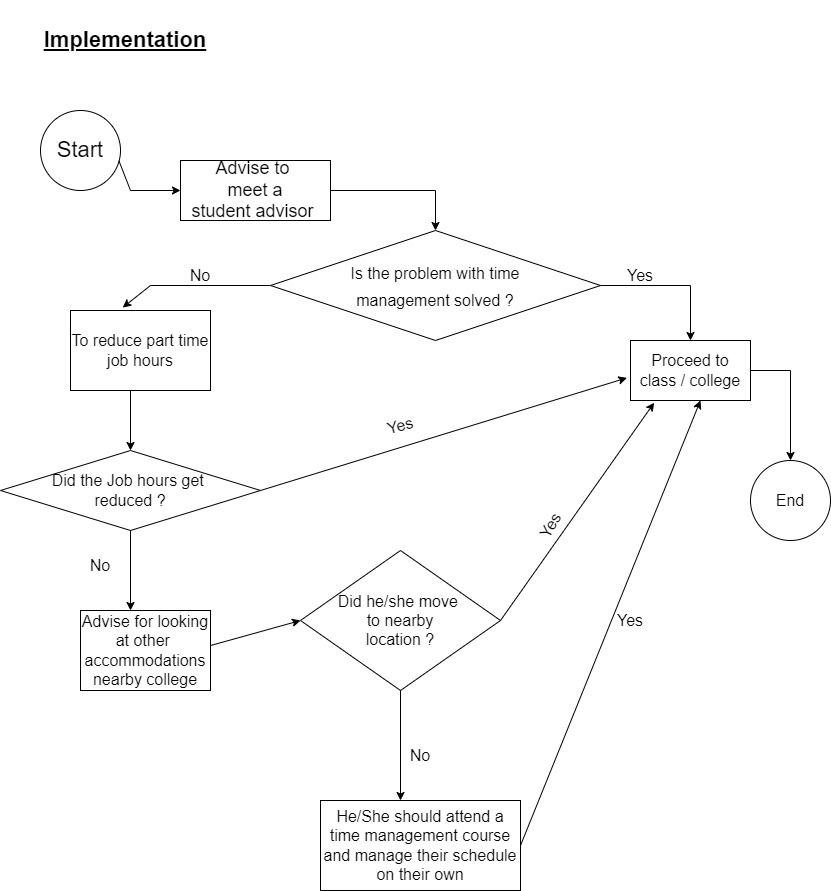 Implementation
Start
Advise to
meet a
student advisor
Is the problem with time
management solved ?
No
Yes
To reduce part time
job hours
Proceed to
class / college
Yes
Did the Job hours get
reduced ?
End
No
Yes
Advise for looking
at other
accommodations
nearby college
Did he/she move
to nearby
location ?
Yes
No
He/She should attend a
time management course
and manage their schedule
on their own